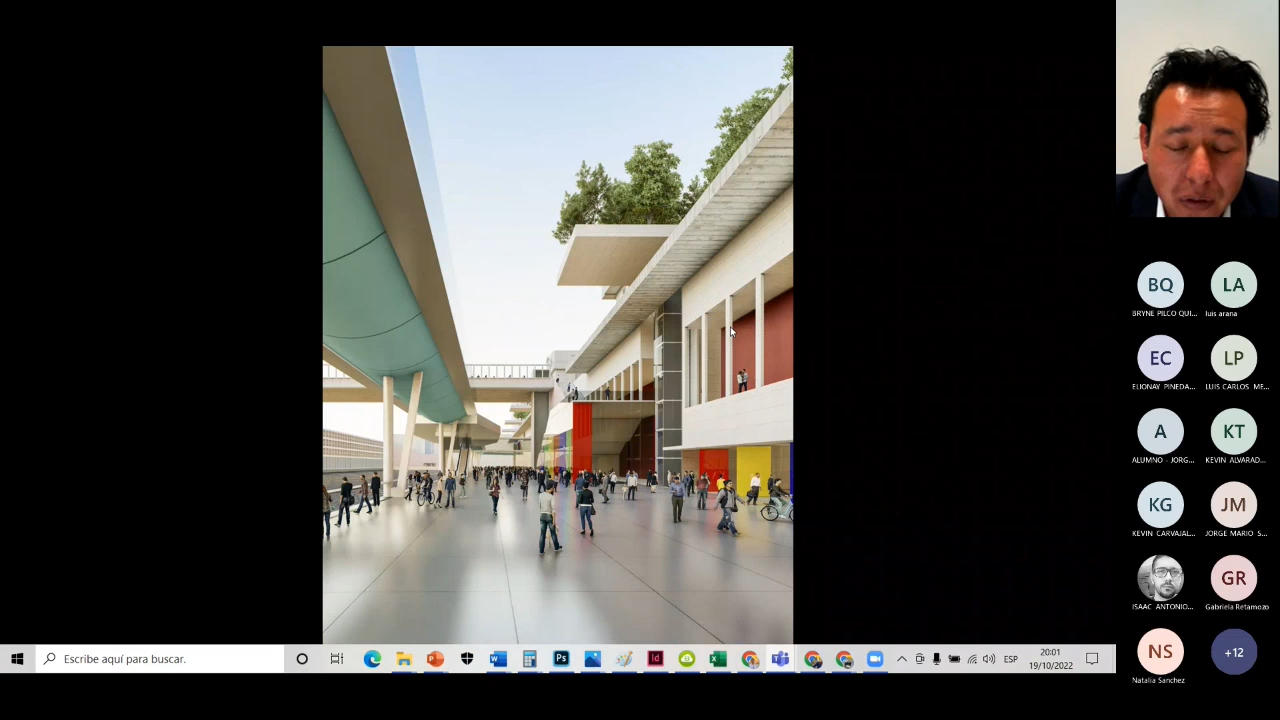 BQ
LA
BRYNE PILCO QUI...
luis arana
EC
LP
ELIONAY PINEDA...
LUIS CARLOS ME...
A
KT
ALUMNO - JORG...
KEVIN ALVARAD...
KG
JM
KEVIN CARVAJAL...
JORGE MARIO S...
GR
ISAAC ANTONIO...
Gabriela Retamozo
NS
+12
Natalia Sanchez
Escribe aquí para buscar.
ESP
20:01
19/10/2022